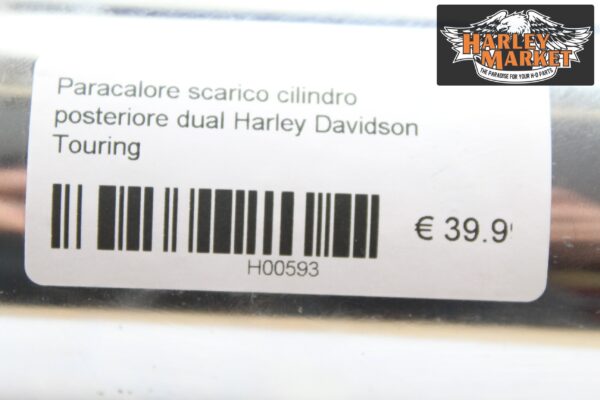 HARLEY
MARKET
THE PARADISE FOR YOUR H-D PARTS
Paracalore scarico cilindro
posteriore dual Harley Davidson
Touring
€ 39.9
H00593